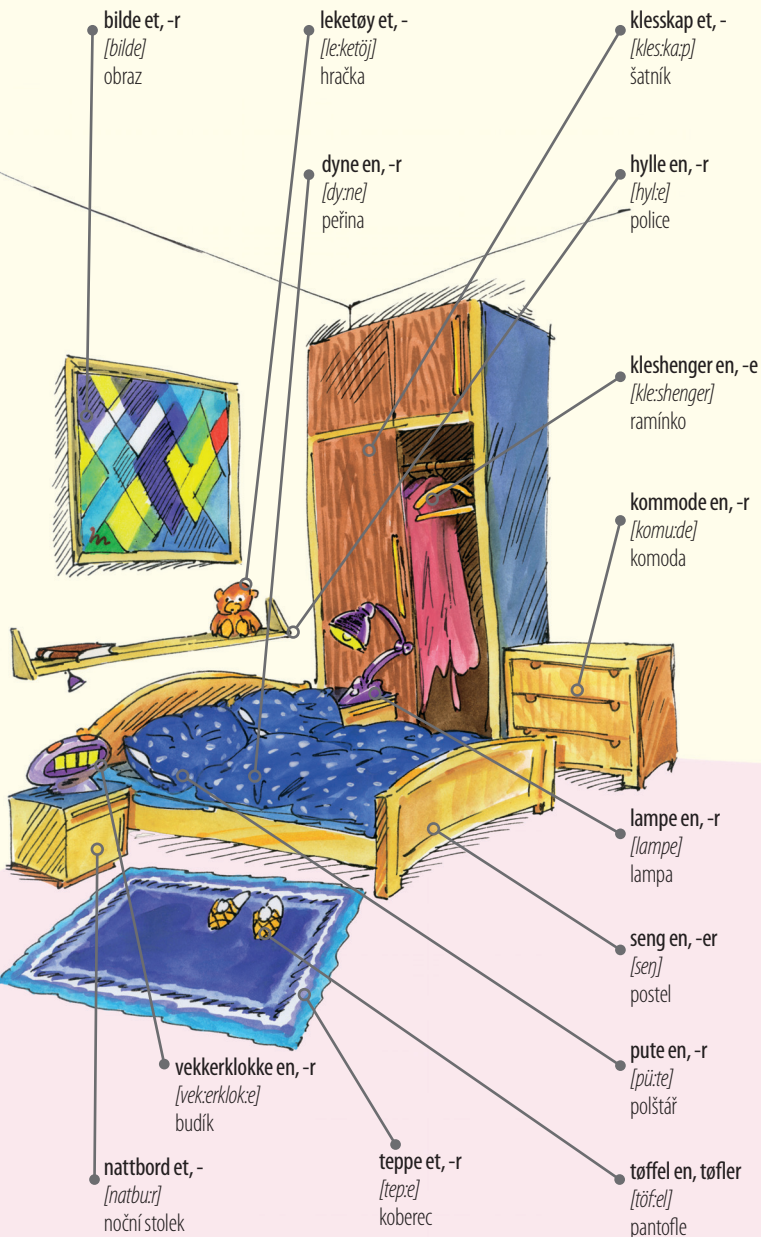 bilde et, -r
[bilde]
obraz
leketøy et, -
[le:ketöj]
hračka
klesskap et, -
[kles:ka:p]
šatník
dyne en, -r
[dy:ne]
peřina
hylle en, -r
[hyl:e]
police
kleshenger en, -e
[kle:shenger]
ramínko
kommode en, -r
[komu:de]
komoda
lampe en, -r
[lampe]
lampa
seng en, -er
[seŋ]
postel
pute en, -r
[pü:te]
polštář
vekkerklokke en, -r
[vek:erklok:e]
budík
nattbord et, -
[natbu:r]
noční stolek
teppe et, -r
[tep:e]
koberec
tøffel en, tøfler
[töf:el]
pantofle